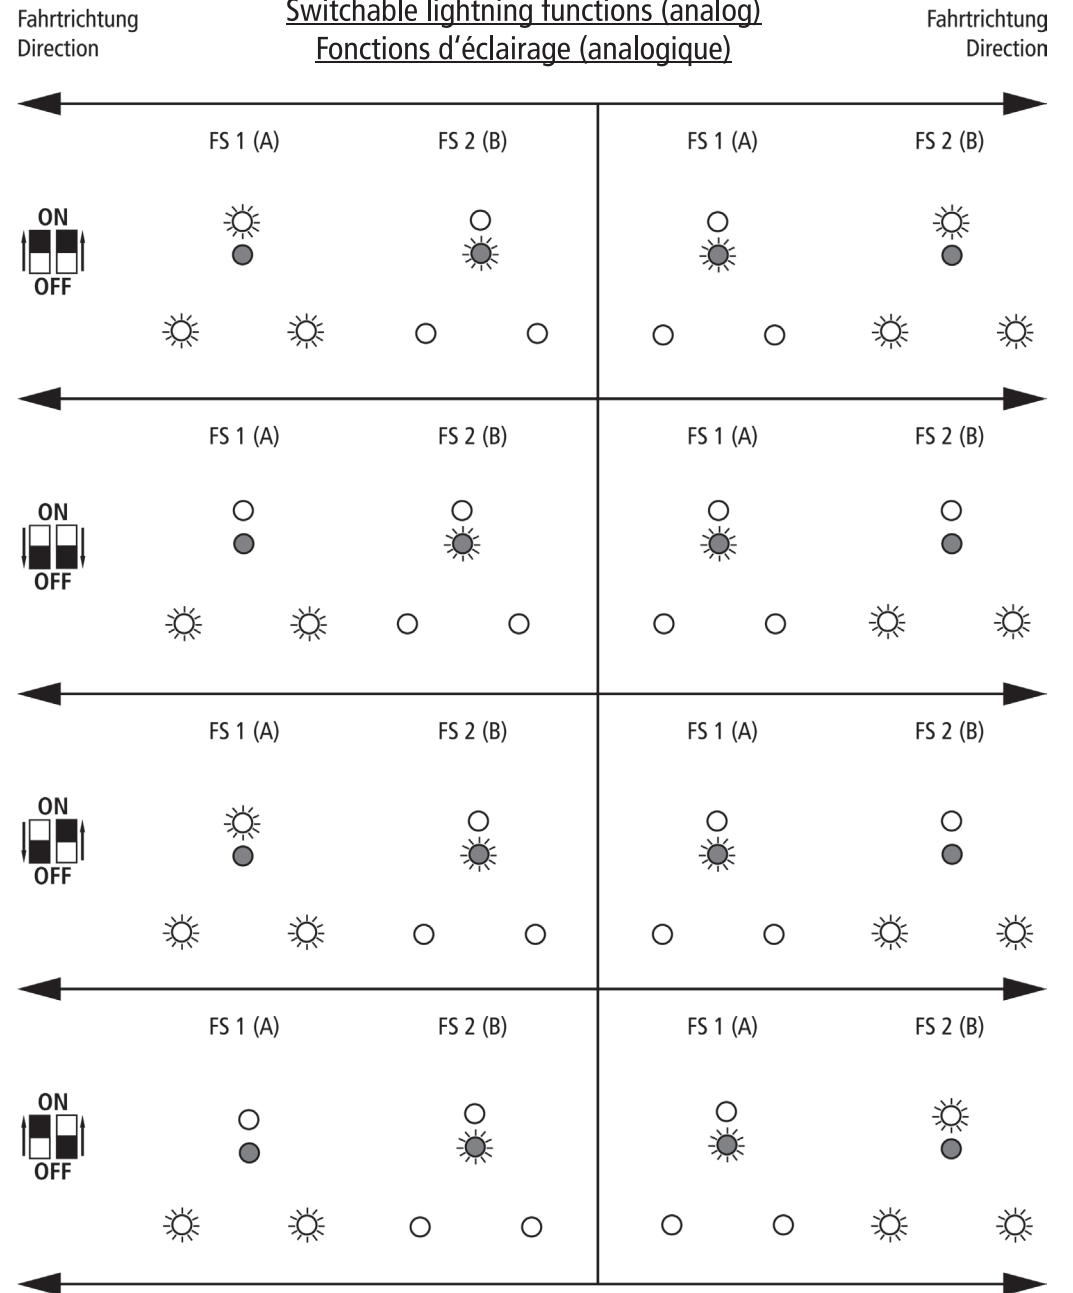 Fahrtrichtung
Direction
Switchable lightning functions (analog)
Fonctions d‘éclairage (analogique)
Fahrtrichtung
Direction
FS 1 (A) FS 2 (B) FS 1 (A) FS 2 (B)
ON
OFF
FS 1 (A) FS 2 (B) FS 1 (A) FS 2 (B)
ON
OFF
FS 1 (A) FS 2 (B) FS 1 (A) FS 2 (B)
ON
OFF
FS 1 (A) FS 2 (B) FS 1 (A) FS 2 (B)
ON
OFF